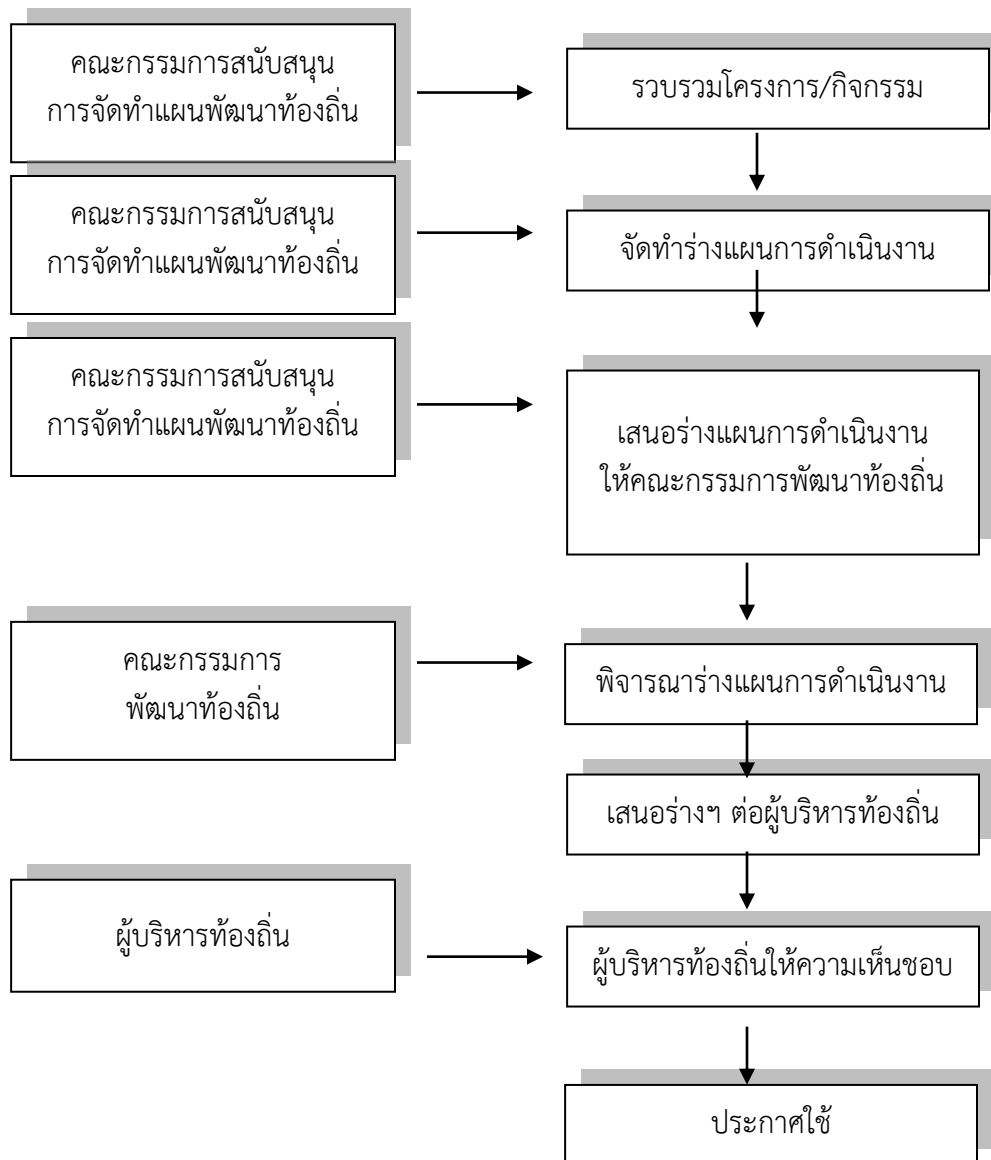 คณะกรรมการสนับสนุน
การจัดทำแผนพัฒนาท้องถิ่น
รวบรวมโครงการ/กิจกรรม
คณะกรรมการสนับสนุน
การจัดทำแผนพัฒนาท้องถิ่น
จัดทำร่างแผนการดำเนินงาน
คณะกรรมการสนับสนุน
การจัดทำแผนพัฒนาท้องถิ่น
เสนอร่างแผนการดำเนินงาน
ให้คณะกรรมการพัฒนาท้องถิ่น
คณะกรรมการ
พัฒนาท้องถิ่น
พิจารณาร่างแผนการดำเนินงาน
เสนอร่างฯ ต่อผู้บริหารท้องถิ่น
ผู้บริหารท้องถิ่น
ผู้บริหารท้องถิ่นให้ความเห็นชอบ
ประกาศใช้